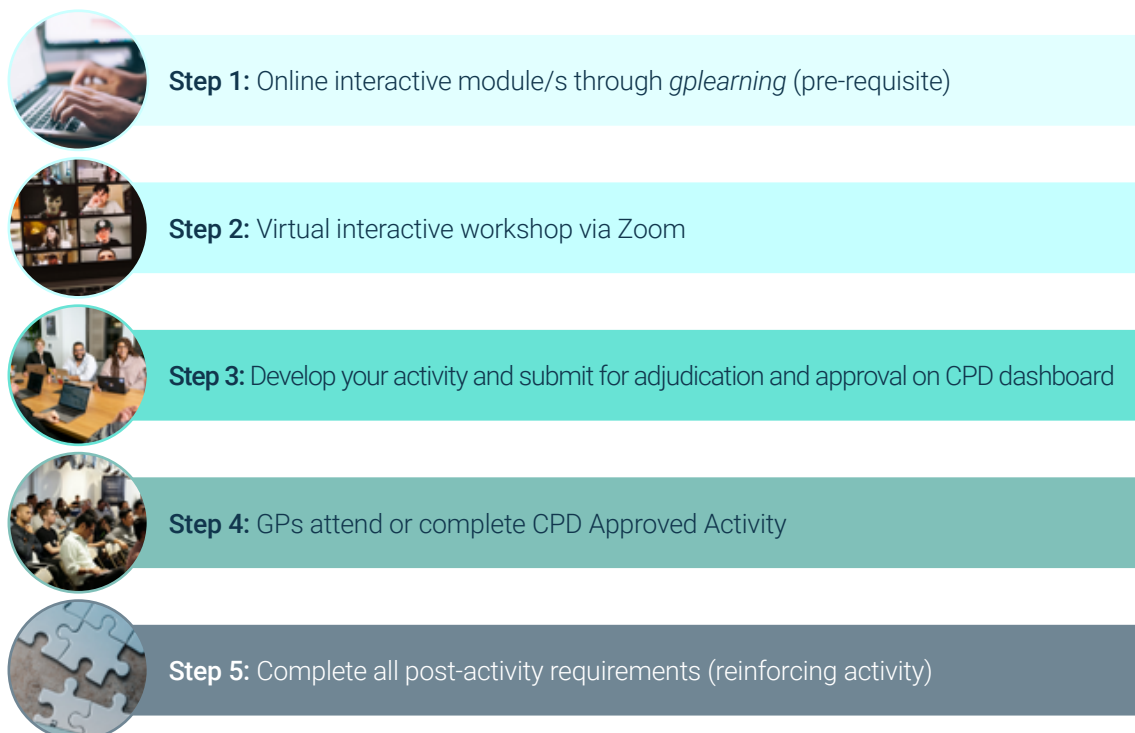 Step 1: Online interactive module/s through gplearning (pre-requisite)
Step 2: Virtual interactive workshop via Zoom
Step 3: Develop your activity and submit for adjudication and approval on CPD dashboard
Step 4: GPs attend or complete CPD Approved Activity
Step 5: Complete all post-activity requirements (reinforcing activity)